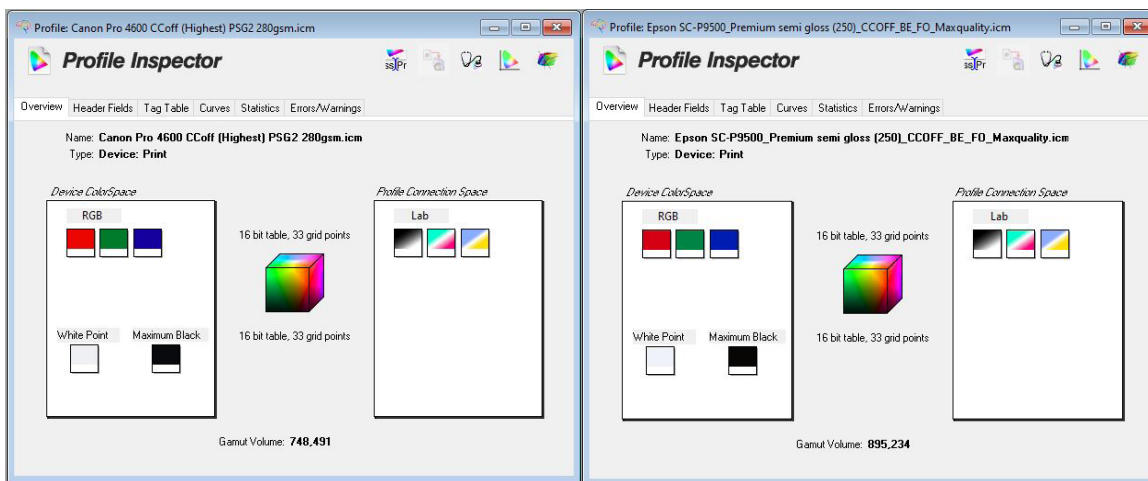 Profile: Canon Pro 4600 CCoff (Highest) PSG2 280gsm.icm
Profile Inspector
Overview Header Fields Tag Table Curves Statistics Errors/Warnings
Name: Canon Pro 4600 CCoff (Highest) PSG2 280gsm.icm
Type: Device: Print
Device ColorSpace
Profile Connection Space
RGB
Lab
16 bit table, 33 grid points
White Point
Maximum Black
16 bit table, 33 grid points
Gamut Volume: 748,491
Profile: Epson SC-P9500_Premium semi gloss (250)_CCOFF_BE_FO_Maxquality.icm
Profile Inspector
Overview Header Fields Tag Table Curves Statistics Errors/Warnings
Name: Epson SC-P9500_Premium semi gloss (250)_CCOFF_BE_FO_Maxquality.icm
Type: Device: Print
Device ColorSpace
Profile Connection Space
RGB
Lab
16 bit table, 33 grid points
White Point
Maximum Black
16 bit table, 33 grid points
Gamut Volume: 895,234